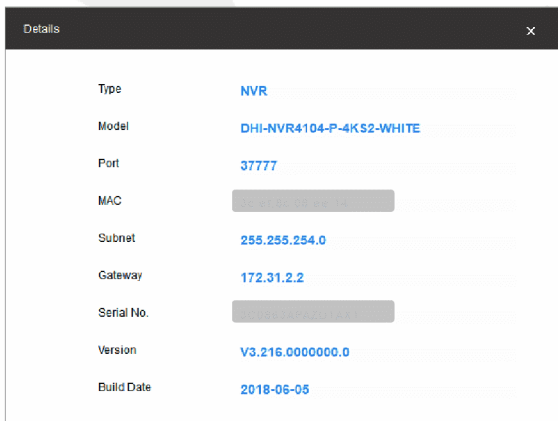 Details
Type NVR
Model DHI-NVR4104-P-4KS2-WHITE
Port 37777
MAC
Subnet 255.255.254.0
Gateway 172.31.2.2
Serial No.
Version V3.216.0000000.0
Build Date 2018-06-05